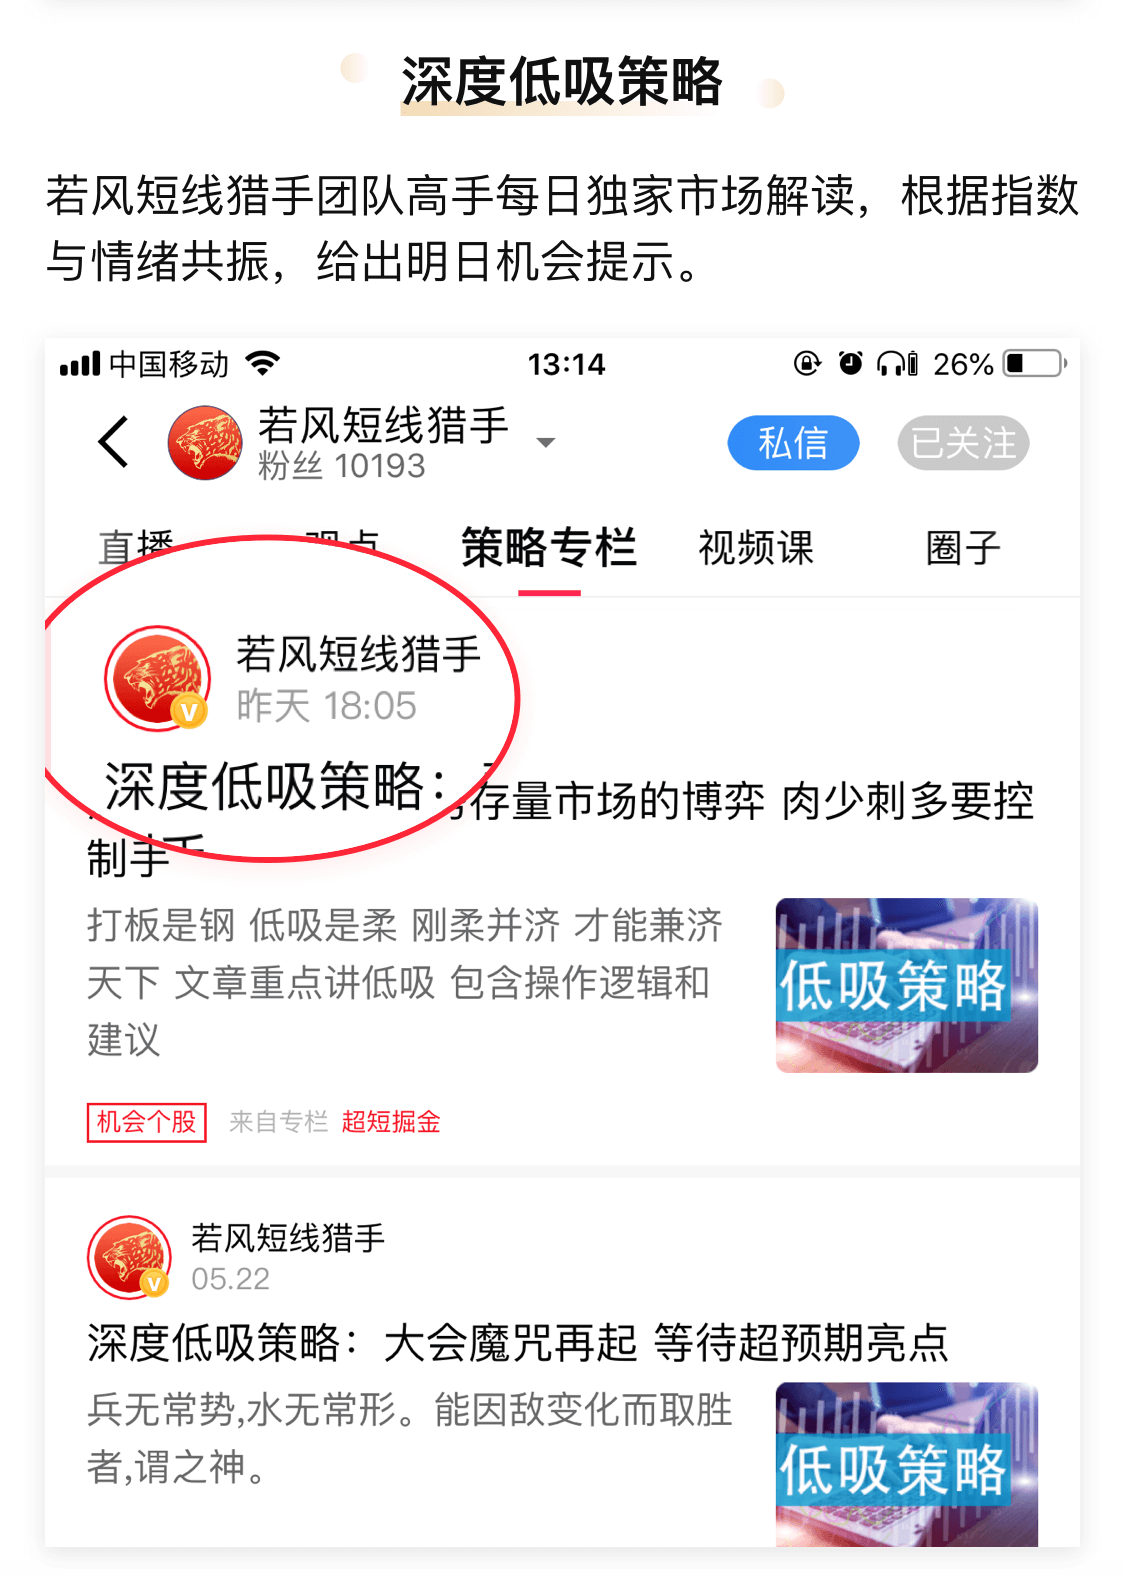 深度低吸策略
若风短线猎手团队高手每日独家市场解读，根据指数
与情绪共振，给出明日机会提示。
中国移动
13:14
26%
若风短线猎手
粉丝 10193
私信
已关注
直播
观点
策略专栏
视频课
圈子
若风短线猎手
昨天 18:05
V
深度低吸策略：
存量市场的博弈 肉少刺多要控
制手
打板是钢 低吸是柔 刚柔并济 才能兼济
天下 文章重点讲低吸 包含操作逻辑和
建议
低吸策略
机会个股
来自专栏 超短掘金
若风短线猎手
05.22
V
深度低吸策略：大会魔咒再起 等待超预期亮点
兵无常势,水无常形。能因敌变化而取胜
者,谓之神。
低吸策略